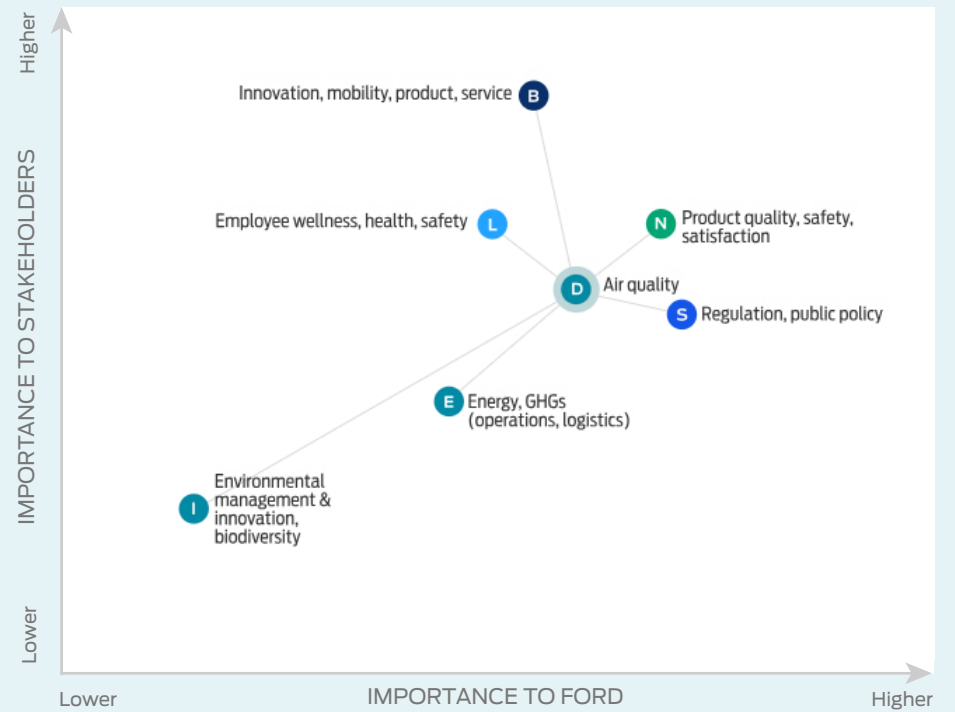 Higher
IMPORTANCE TO STAKEHOLDERS
Lower
Innovation, mobility, product, service
B
Employee wellness, health, safety
L
N
Product quality, safety,
satisfaction
D
Air quality
S
Regulation, public policy
E
Energy, GHGs
(operations, logistics)
I
Environmental
management &
innovation,
biodiversity
Lower
IMPORTANCE TO FORD
Higher